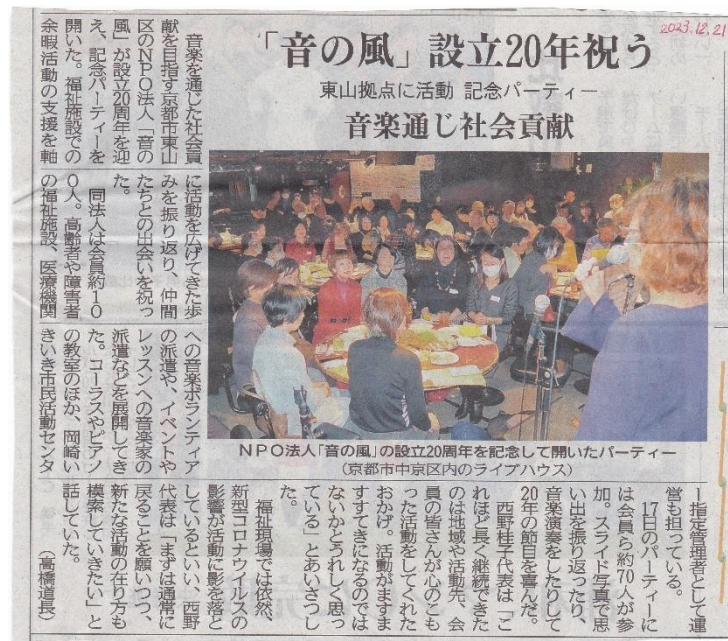 2023.12.21
「音の風」設立20年祝う
東山拠点に活動 記念パーティー
音楽通じ社会貢献
音楽を通じた社会貢
献を目指す京都市東山
区のNPO法人「音の
風」が設立20周年を迎
え、記念パーティーを
開いた。福祉施設での
余暇活動の支援を軸
に活動を広げてきた歩
みを振り返り、仲間
たちとの出会いを祝っ
た。
同法人は会員約10
0人。高齢者や障害者
の福祉施設、医療機関
への音楽ボランティア
の派遣や、イベントや
レッスンへの音楽家の
派遣などを展開してき
た。コーラスやピアノ
の教室のほか、岡崎い
きいき市民活動センタ
ー指定管理者として運
営も担っている。
17日のパーティーに
は会員ら約70人が参
加。スライド写真で思
い出を振り返ったり、
音楽演奏をしたりして
20年の節目を喜んだ。
西野桂子代表は「こ
れほど長く継続できた
のは地域や活動先、会
員の皆さんが心のこも
った活動をしてくれた
おかげ。活動がますま
すすてきになるのでは
ないかとうれしく思っ
ている」とあいさつし
た。
福祉現場では依然、
新型コロナウイルスの
影響が活動に影を落と
しているといい、西野
代表は「まずは通常に
戻ることを願いつつ、
新たな活動の在り方も
模索していきたい」と
話していた。
(高橋道長)
NPO法人「音の風」の設立20周年を記念して開いたパーティー
(京都市中京区内のライブハウス)